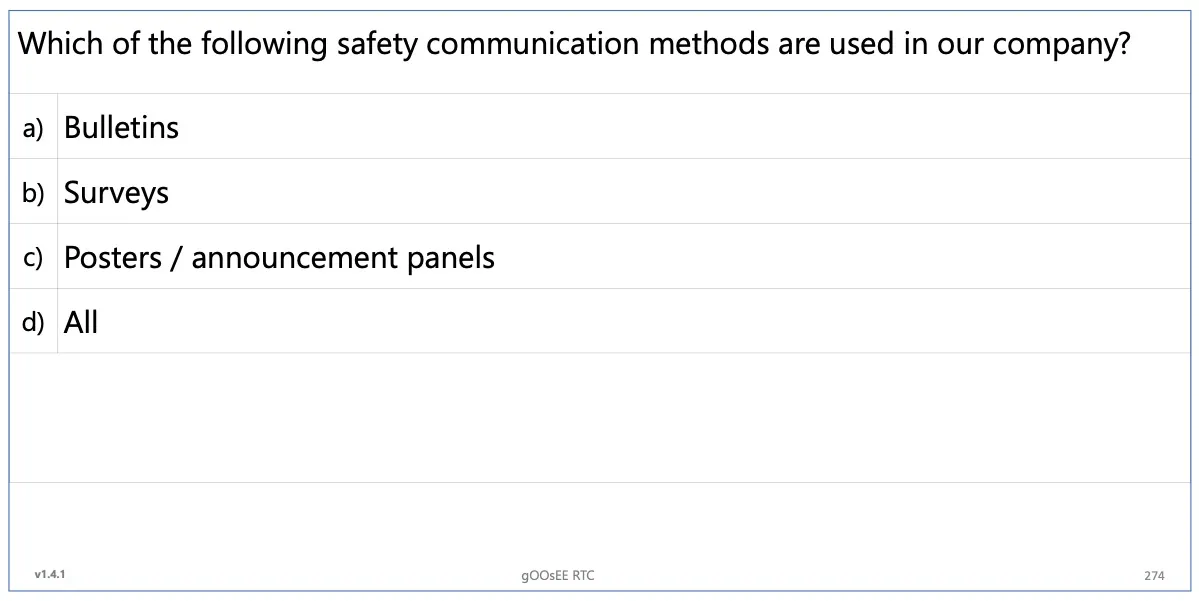 Which of the following safety communication methods are used in our company?
a) Bulletins
b) Surveys
c) Posters / announcement panels
d) All
v1.4.1 gOOsEE RTC 274